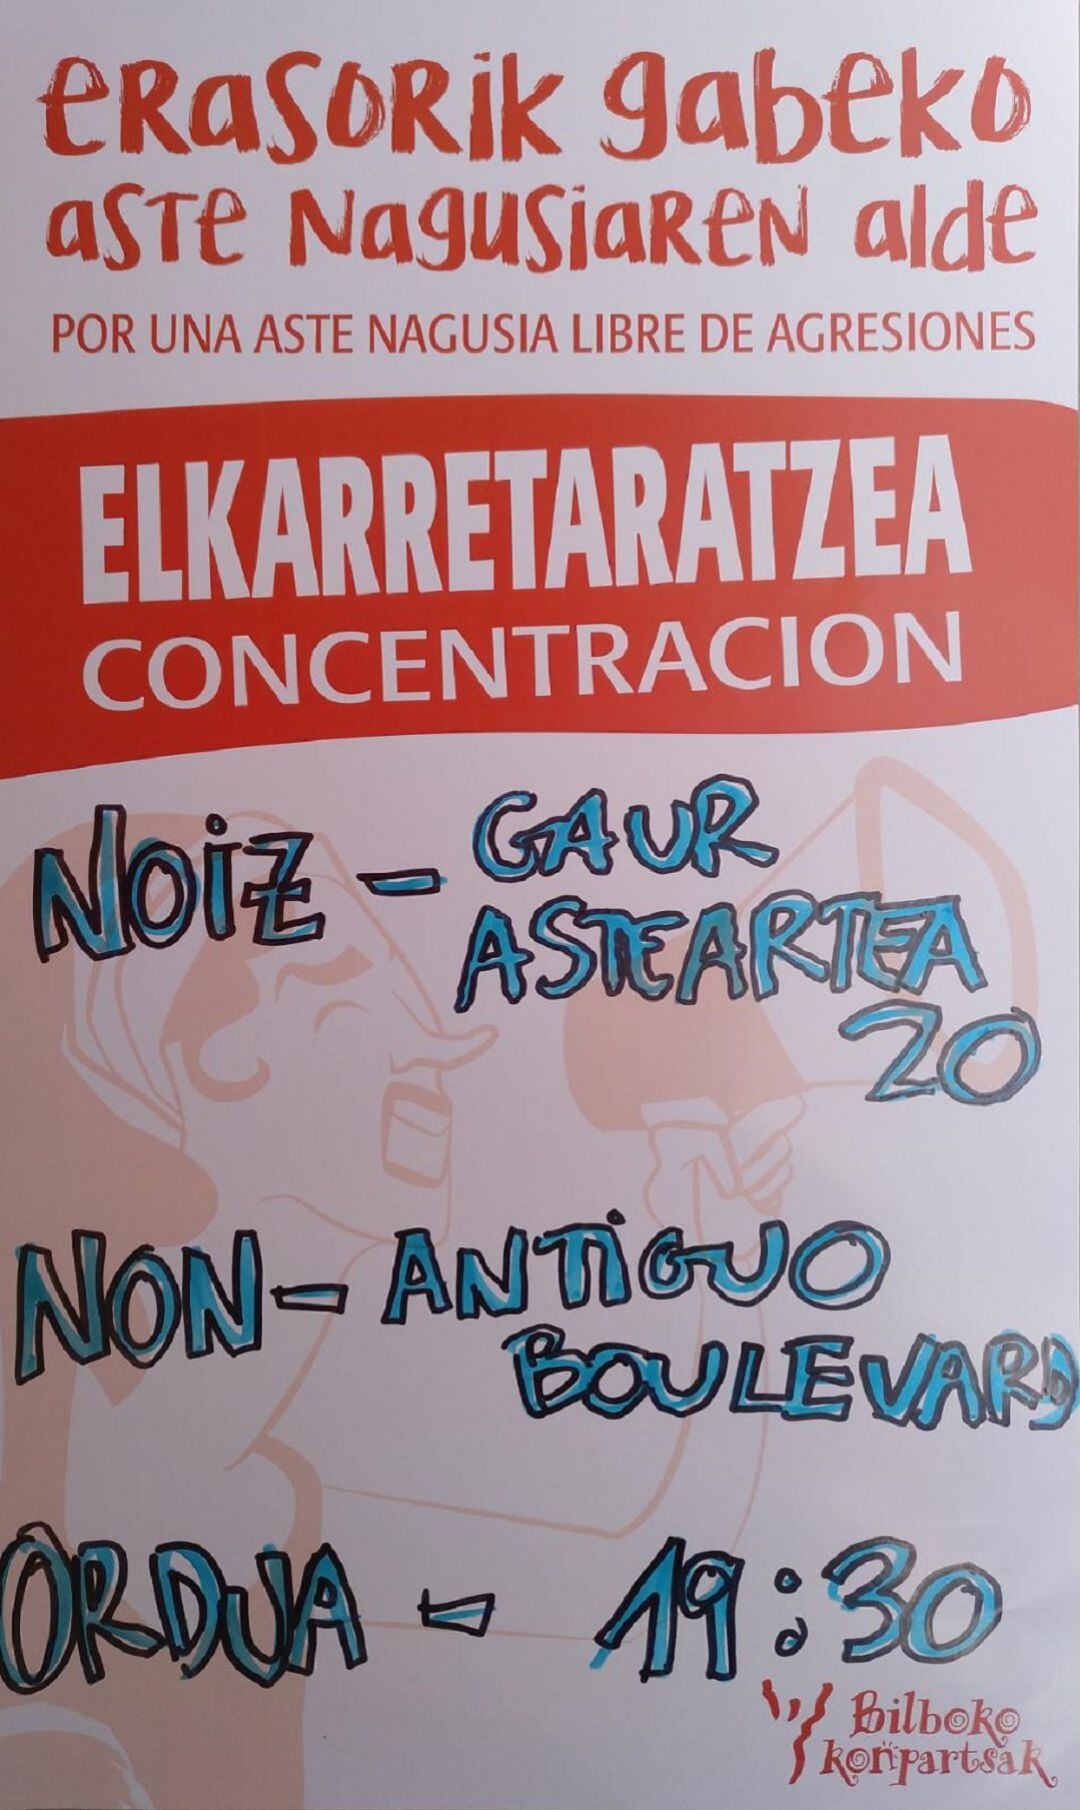 eRasoRik gabeko
asTe NagusiaReN alde
POR UNA ASTE NAGUSIA LIBRE DE AGRESIONES
ELKARRETARATZEA
CONCENTRACION
NOiZ - GAUR
ASTEARTEA
20
NON - ANTiGUO
BOULEVARD
ORDUA - 19:30
Bilboko
konpartsak